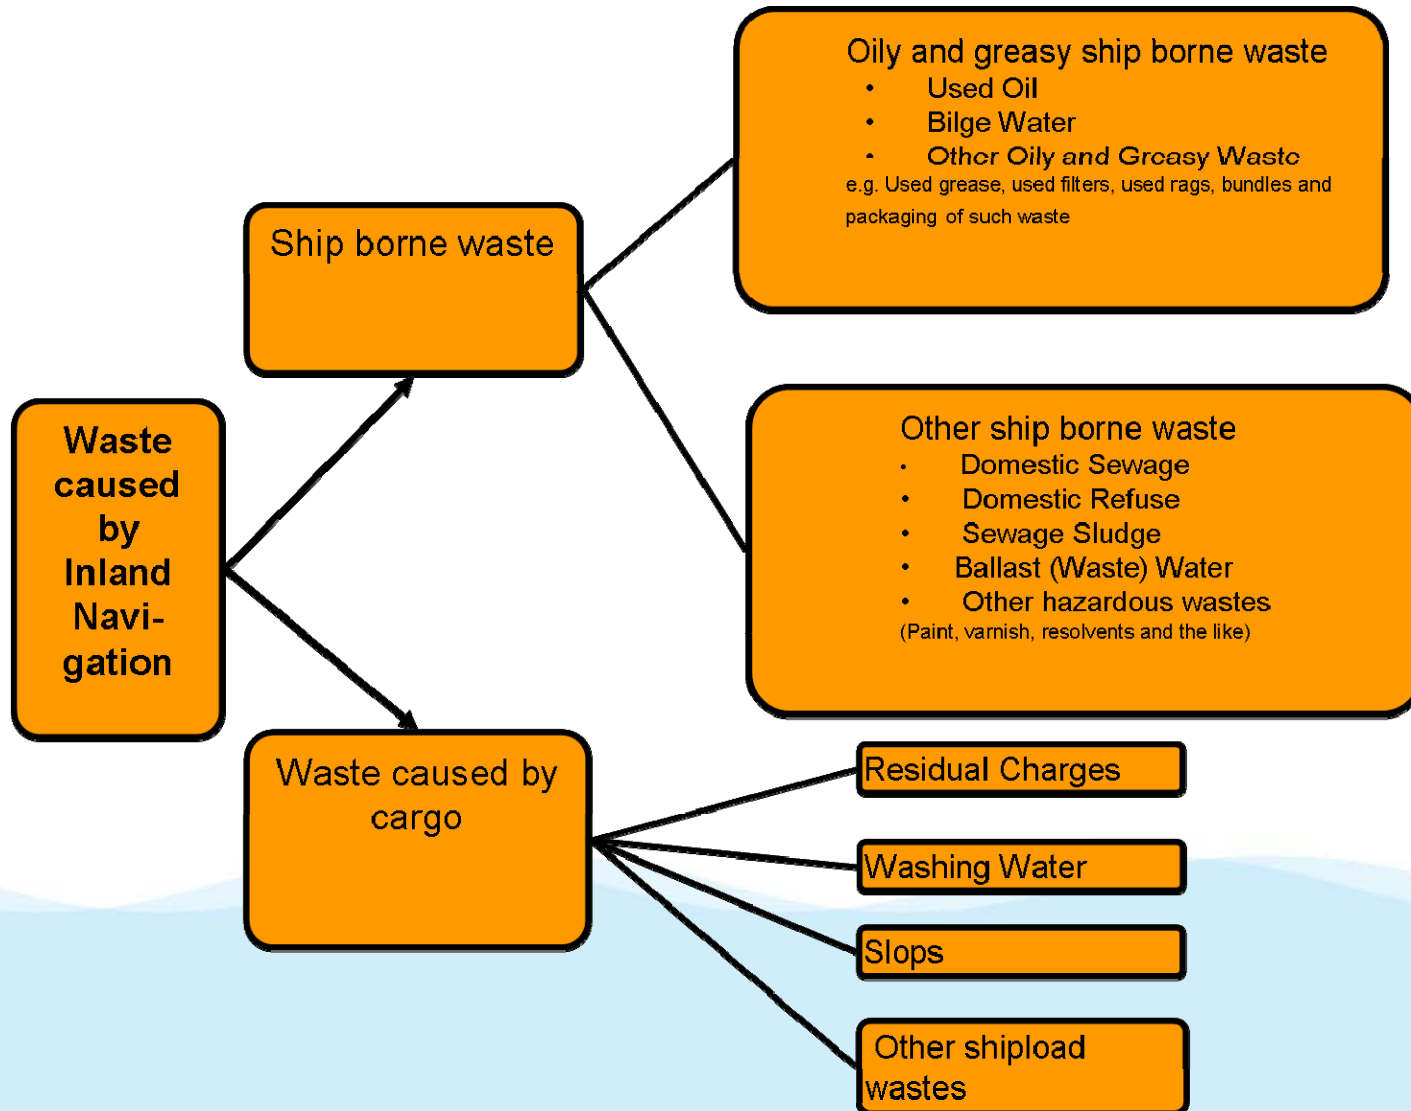 Waste
caused
by
Inland
Navi-
gation
Ship borne waste
Oily and greasy ship borne waste
• Used Oil
• Bilge Water
• Other Oily and Greasy Waste
e.g. Used grease, used filters, used rags, bundles and
packaging of such waste
Other ship borne waste
• Domestic Sewage
• Domestic Refuse
• Sewage Sludge
• Ballast (Waste) Water
• Other hazardous wastes
(Paint, varnish, resolvents and the like)
Waste caused by
cargo
Residual Charges
Washing Water
Slops
Other shipload
wastes